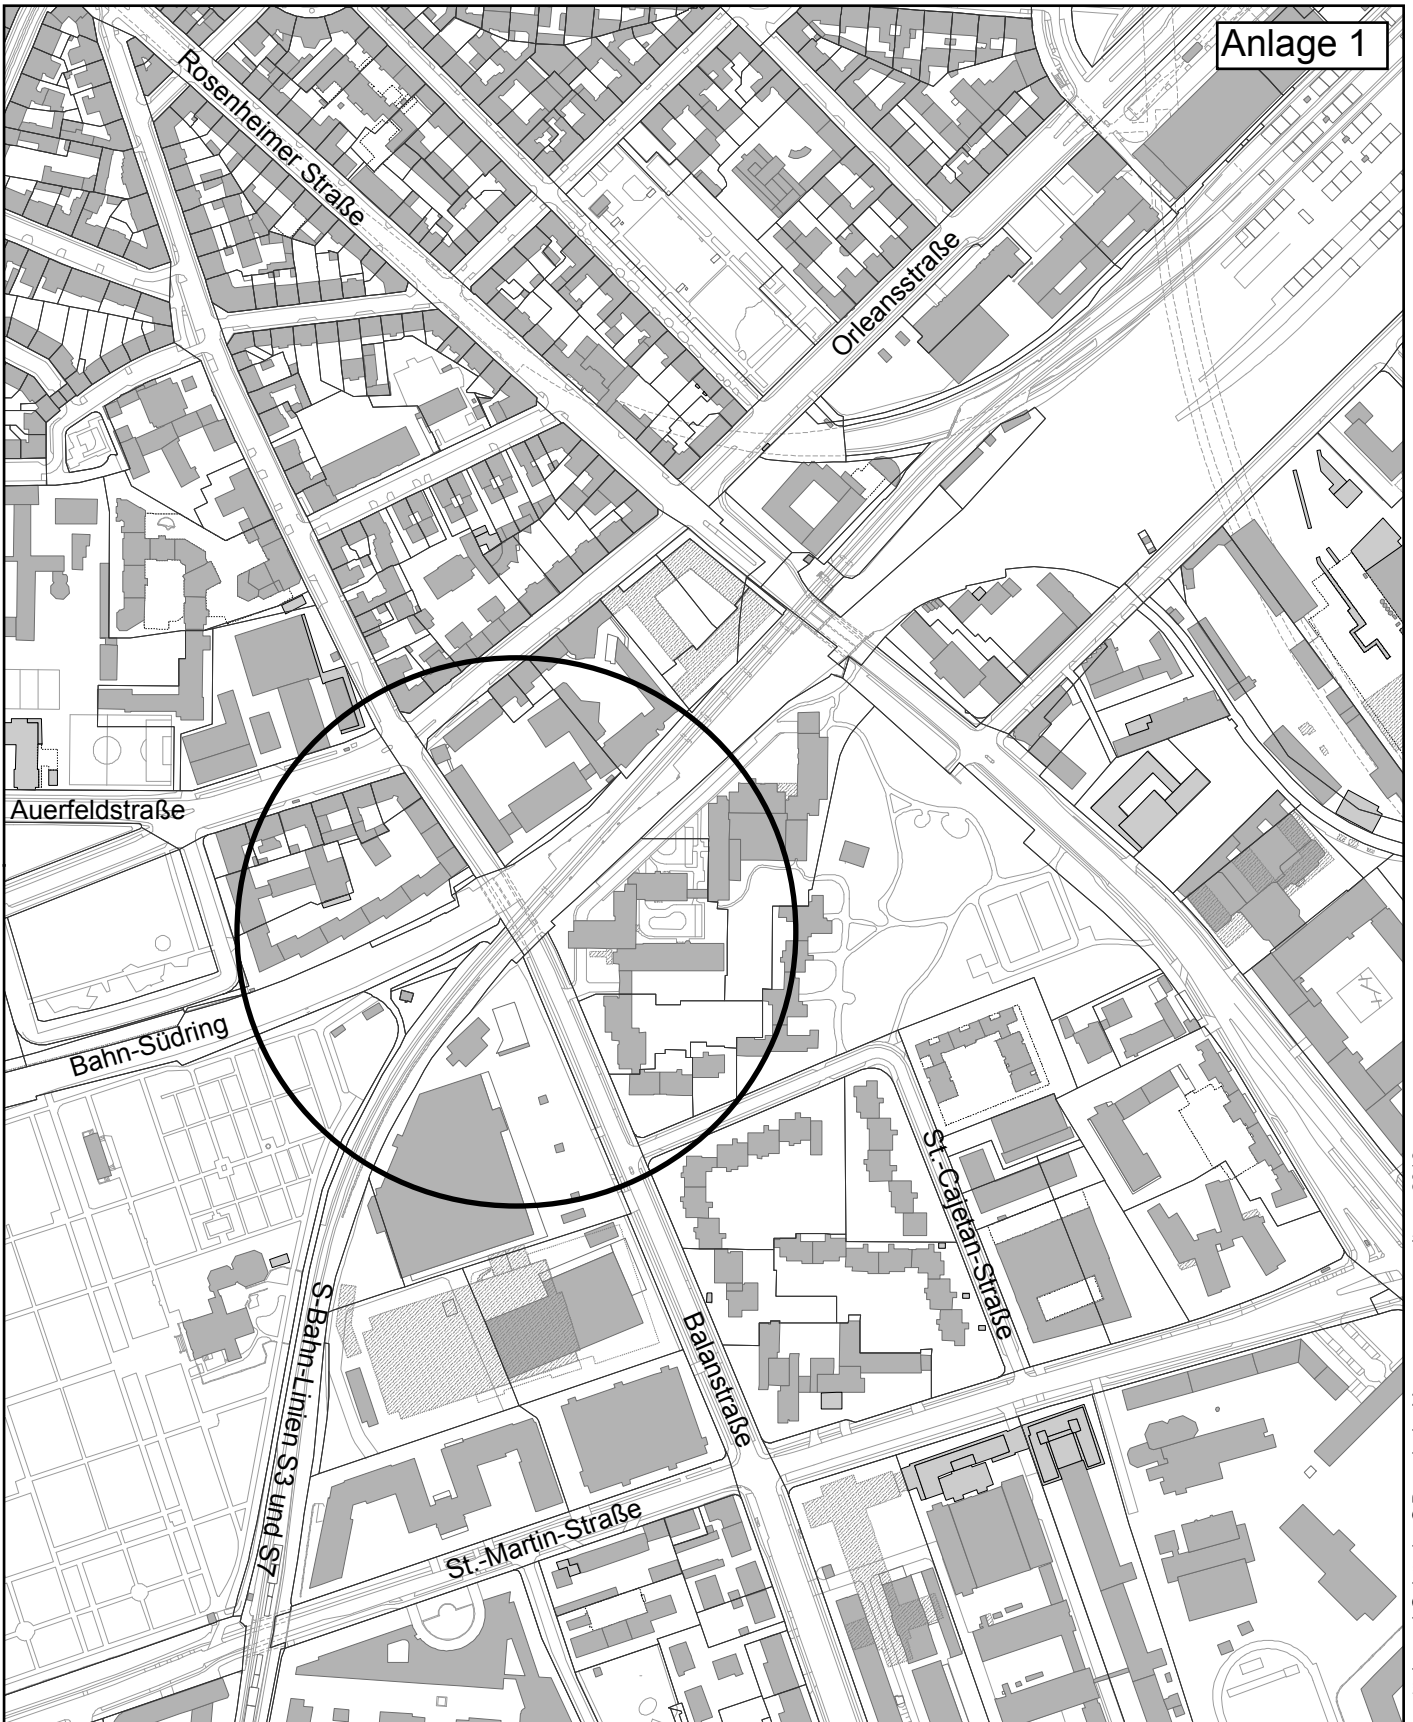 Anlage 1
Rosenheimer Straße
Orleansstraße
Auerfeldstraße
Bahn-Südring
St.-Cajetan-Straße
S-Bahn-Linien S3 und S7
Balanstraße
St.-Martin-Straße